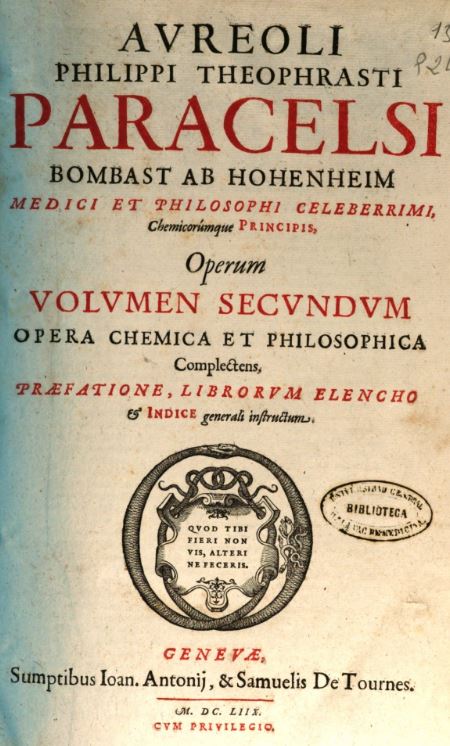 AVREOLI
PHILIPPI THEOPHRASTI
PARACELSI
BOMBAST AB HOHENHEIM
MEDICI ET PHILOSOPHI CELEBERRIMI,
Chemicorúmque PRINCIPIS,
Operum
VOLVMEN SECVNDVM
OPERA CHEMICA ET PHILOSOPHICA
Complectens,
PRÆFATIONE, LIBRORVM ELENCHO
& INDICE generali instructum.
QVOD TIBI
FIERI NON
VIS, ALTERI
NE FECERIS.
BIBLIOTECA
GENEVÆ,
Sumptibus Ioan. Antonij, & Samuelis De Tournes.
M. DC. LIIX.
CVM PRIVILEGIO.